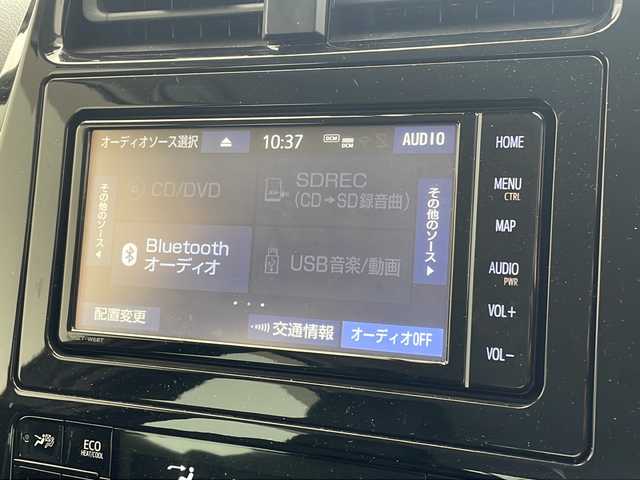 オーディオソース選択 10:37 DCM AUDIO
HOME
その他のソース
CD/DVD
SDREC
(CD→SD録音曲)
その他のソース
MENU
CTRL
MAP
Bluetooth
オーディオ
USB音楽/動画
AUDIO
PWR
配置変更
交通情報
オーディオOFF
VOL+
VOL-
ECO
HEAT/COOL